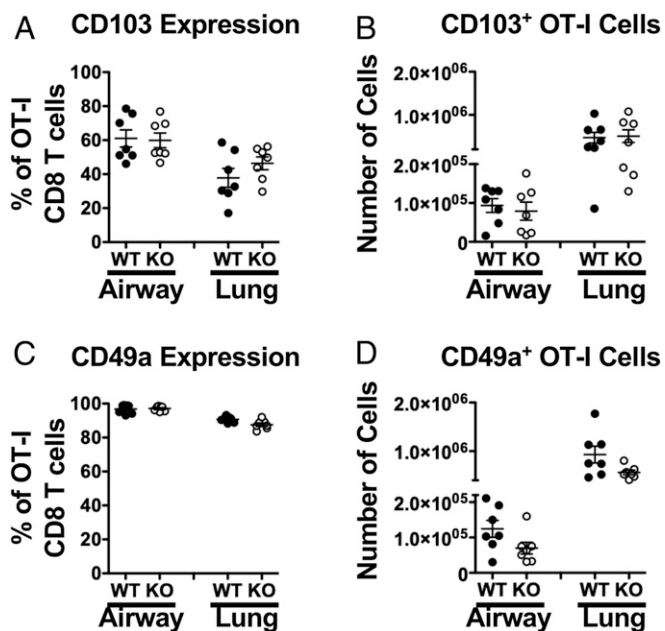 A CD103 Expression
% of OT-I
CD8 T cells
100
80
60
40
20
0
WT KO WT KO
Airway Lung
B CD103⁺ OT-I Cells
Number of Cells
2.0×10⁰⁶
1.0×10⁰⁶
2.0×10⁰⁵
1.0×10⁰⁵
0
WT KO WT KO
Airway Lung
C CD49a Expression
% of OT-I
CD8 T cells
100
80
60
40
20
0
WT KO WT KO
Airway Lung
D CD49a⁺ OT-I Cells
Number of Cells
2.0×10⁰⁶
1.0×10⁰⁶
2.0×10⁰⁵
1.0×10⁰⁵
0
WT KO WT KO
Airway Lung